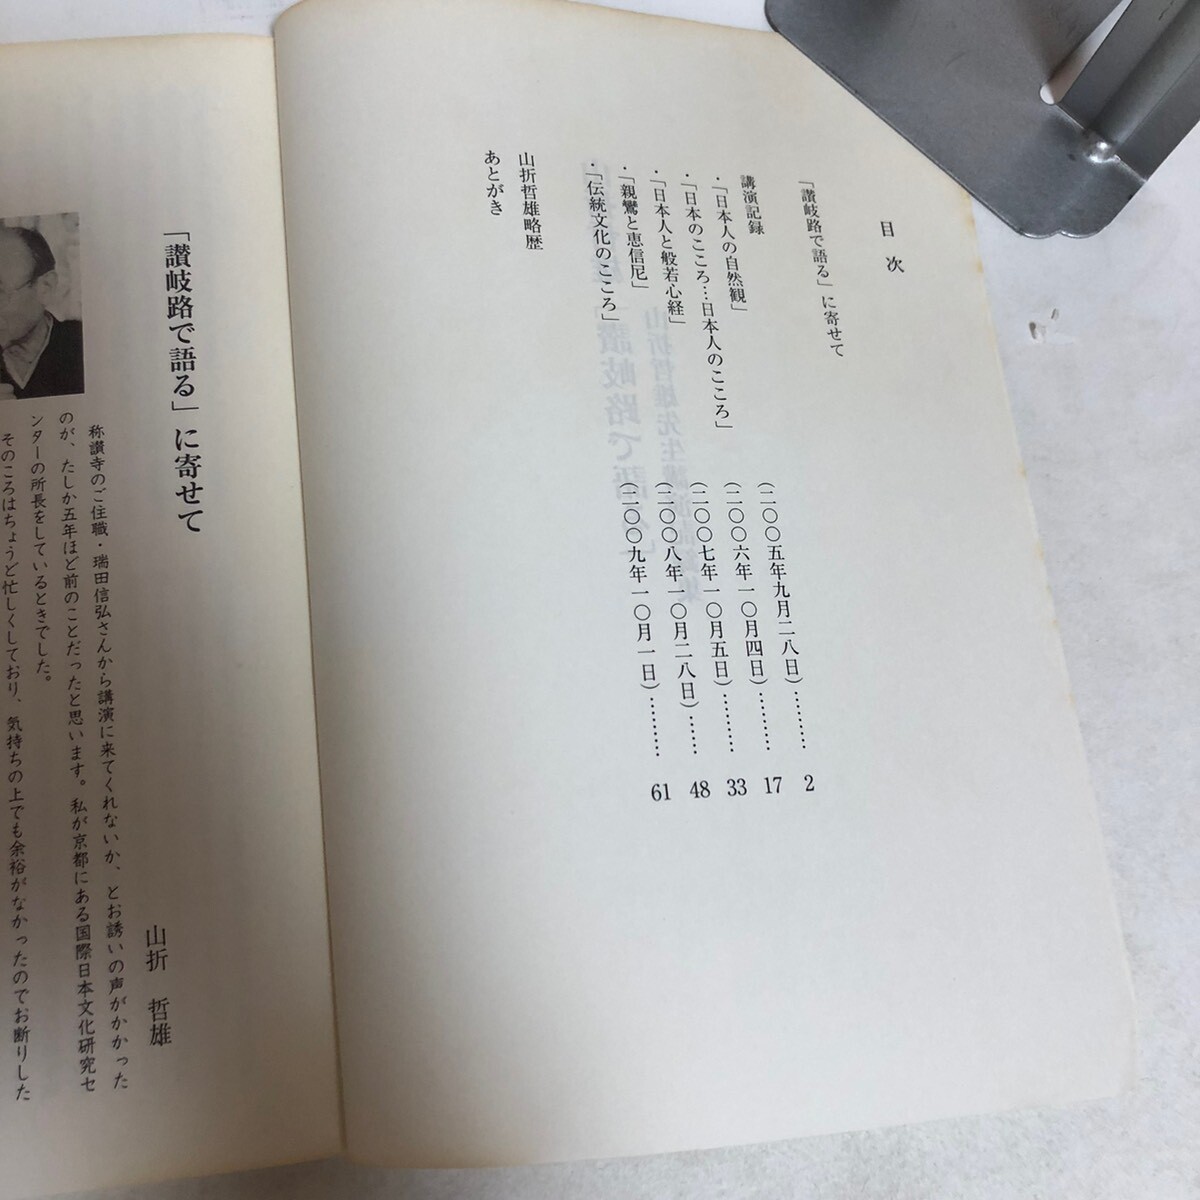 目次
「讃岐路で語る」に寄せて
講演記録
・「日本人の自然観」(二〇〇五年九月二八日)………2
・「日本のこころ…日本人のこころ」(二〇〇六年一〇月四日)………17
・「日本人と般若心経」(二〇〇七年一〇月五日)………33
・「親鸞と恵信尼」(二〇〇八年一〇月二八日)……48
・「伝統文化のこころ」(二〇〇九年一〇月一日)………61
山折哲雄略歴
あとがき
「讃岐路で語る」に寄せて
山折 哲雄
称讃寺のご住職・瑞田信弘さんから講演に来てくれないか、とお誘いの声がかかった
のが、たしか五年ほど前のことだったと思います。私が京都にある国際日本文化研究セ
ンターの所長をしているときでした。
そのころはちょうど忙しくしており、気持ちの上でも余裕がなかったのでお断りした